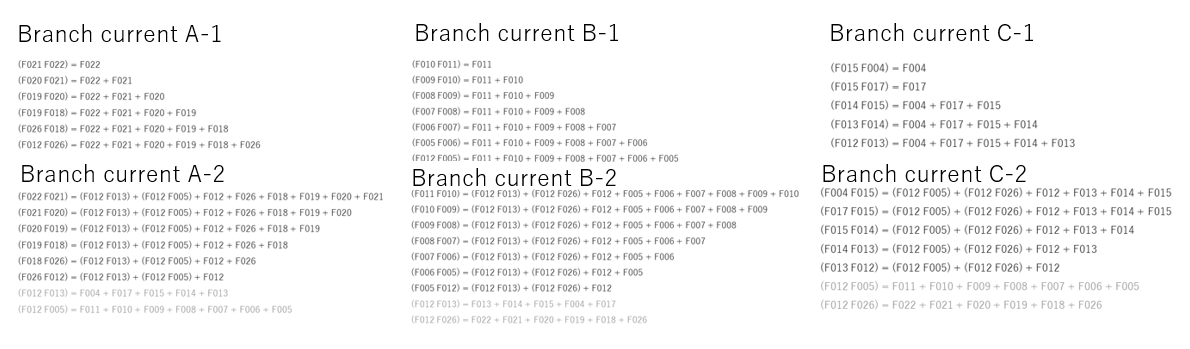 Branch current A-1
(F021 F022) = F022
(F020 F021) = F022 + F021
(F019 F020) = F022 + F021 + F020
(F019 F018) = F022 + F021 + F020 + F019
(F026 F018) = F022 + F021 + F020 + F019 + F018
(F012 F026) = F022 + F021 + F020 + F019 + F018 + F026
Branch current A-2
(F022 F021) = (F012 F013) + (F012 F005) + F012 + F026 + F018 + F019 + F020 + F021
(F021 F020) = (F012 F013) + (F012 F005) + F012 + F026 + F018 + F019 + F020
(F020 F019) = (F012 F013) + (F012 F005) + F012 + F026 + F018 + F019
(F019 F018) = (F012 F013) + (F012 F005) + F012 + F026 + F018
(F018 F026) = (F012 F013) + (F012 F005) + F012 + F026
(F026 F012) = (F012 F013) + (F012 F005) + F012
(F012 F013) = F004 + F017 + F015 + F014 + F013
(F012 F005) = F011 + F010 + F009 + F008 + F007 + F006 + F005
Branch current B-1
(F010 F011) = F011
(F009 F010) = F011 + F010
(F008 F009) = F011 + F010 + F009
(F007 F008) = F011 + F010 + F009 + F008
(F006 F007) = F011 + F010 + F009 + F008 + F007
(F005 F006) = F011 + F010 + F009 + F008 + F007 + F006
(F012 F005) = F011 + F010 + F009 + F008 + F007 + F006 + F005
Branch current B-2
(F011 F010) = (F012 F013) + (F012 F026) + F012 + F005 + F006 + F007 + F008 + F009 + F010
(F010 F009) = (F012 F013) + (F012 F026) + F012 + F005 + F006 + F007 + F008 + F009
(F009 F008) = (F012 F013) + (F012 F026) + F012 + F005 + F006 + F007 + F008
(F008 F007) = (F012 F013) + (F012 F026) + F012 + F005 + F006 + F007
(F007 F006) = (F012 F013) + (F012 F026) + F012 + F005 + F006
(F006 F005) = (F012 F013) + (F012 F026) + F012 + F005
(F005 F012) = (F012 F013) + (F012 F026) + F012
(F012 F013) = F013 + F014 + F015 + F004 + F017
(F012 F026) = F022 + F021 + F020 + F019 + F018 + F026
Branch current C-1
(F015 F004) = F004
(F015 F017) = F017
(F014 F015) = F004 + F017 + F015
(F013 F014) = F004 + F017 + F015 + F014
(F012 F013) = F004 + F017 + F015 + F014 + F013
Branch current C-2
(F004 F015) = (F012 F005) + (F012 F026) + F012 + F013 + F014 + F015
(F017 F015) = (F012 F005) + (F012 F026) + F012 + F013 + F014 + F015
(F015 F014) = (F012 F005) + (F012 F026) + F012 + F013 + F014
(F014 F013) = (F012 F005) + (F012 F026) + F012 + F013
(F013 F012) = (F012 F005) + (F012 F026) + F012
(F012 F005) = F011 + F010 + F009 + F008 + F007 + F006 + F005
(F012 F026) = F022 + F021 + F020 + F019 + F018 + F026